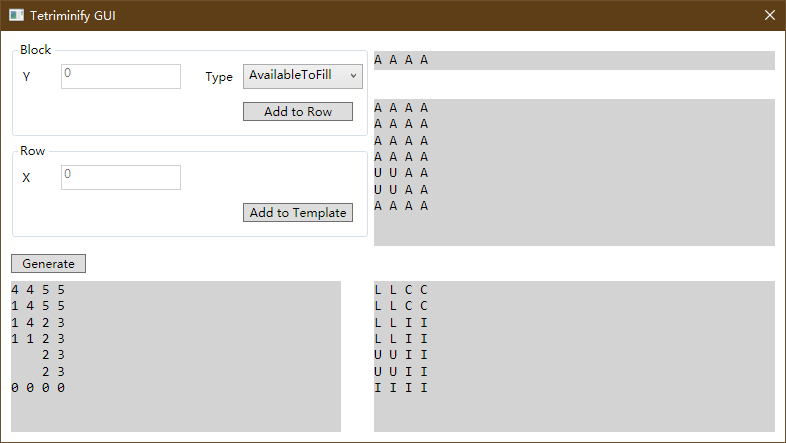 Tetriminify GUI
Block
Y 0 Type AvailableToFill
Add to Row
Row
X 0
Add to Template
A A A A
A A A A
A A A A
A A A A
A A A A
U U A A
U U A A
A A A A
Generate
4 4 5 5
1 4 5 5
1 4 2 3
1 1 2 3
2 3
2 3
0 0 0 0
L L C C
L L C C
L L I I
L L I I
U U I I
U U I I
I I I I